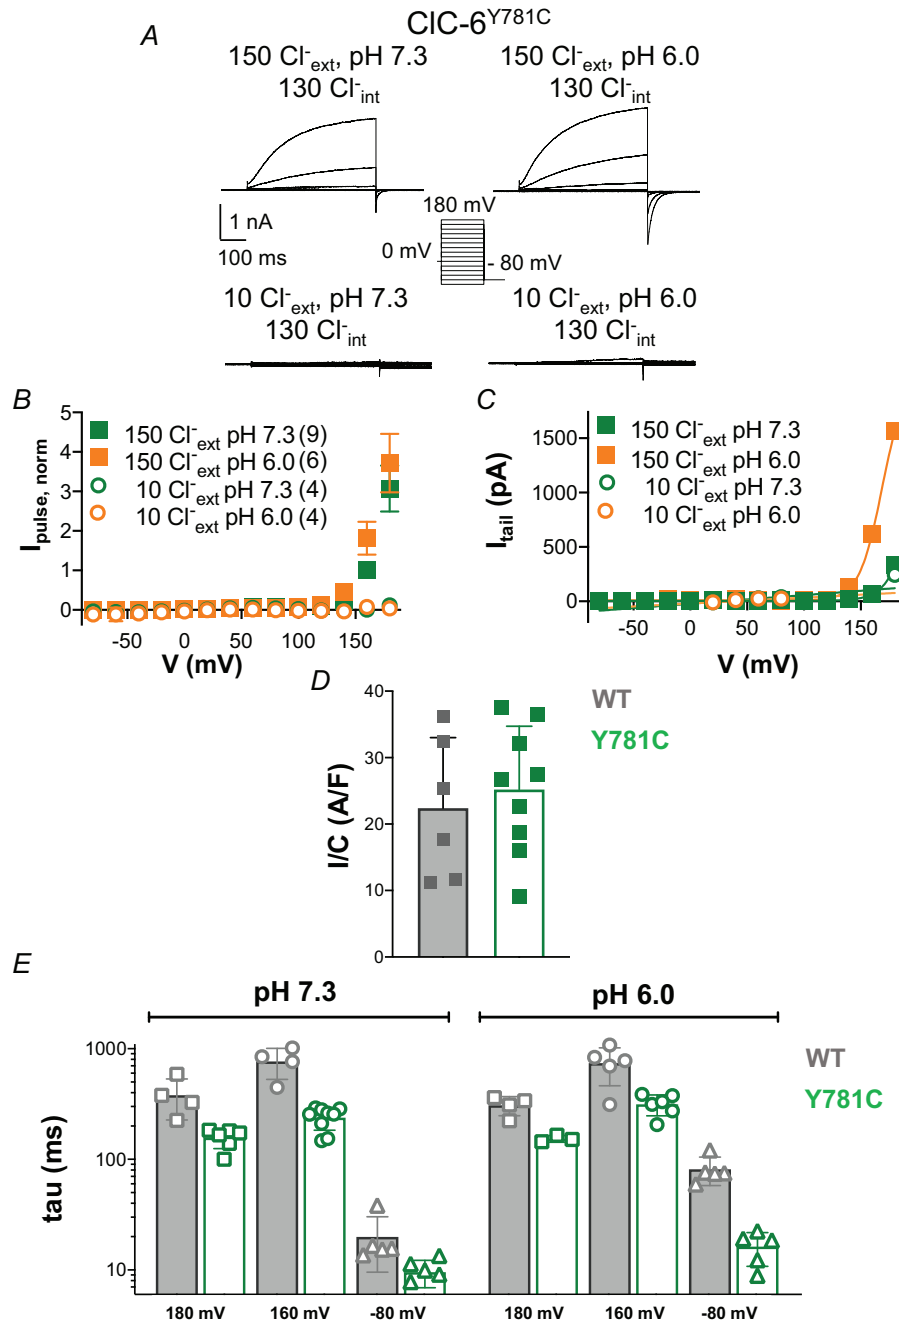 ClC-6Y781C
A
150 Cl-ext, pH 7.3
130 Cl-int
150 Cl-ext, pH 6.0
130 Cl-int
1 nA
100 ms
180 mV
0 mV
- 80 mV
10 Cl-ext, pH 7.3
130 Cl-int
10 Cl-ext, pH 6.0
130 Cl-int
B
Ipulse, norm
5
4
3
2
1
0
150 Cl-ext pH 7.3 (9)
150 Cl-ext pH 6.0 (6)
10 Cl-ext pH 7.3 (4)
10 Cl-ext pH 6.0 (4)
-50 0 50 100 150
V (mV)
C
Itail (pA)
1500
1000
500
0
150 Cl-ext pH 7.3
150 Cl-ext pH 6.0
10 Cl-ext pH 7.3
10 Cl-ext pH 6.0
-50 0 50 100 150
V (mV)
D
I/C (A/F)
40
30
20
10
0
WT
Y781C
E
pH 7.3
pH 6.0
tau (ms)
1000
100
10
WT
Y781C
180 mV 160 mV -80 mV 180 mV 160 mV -80 mV